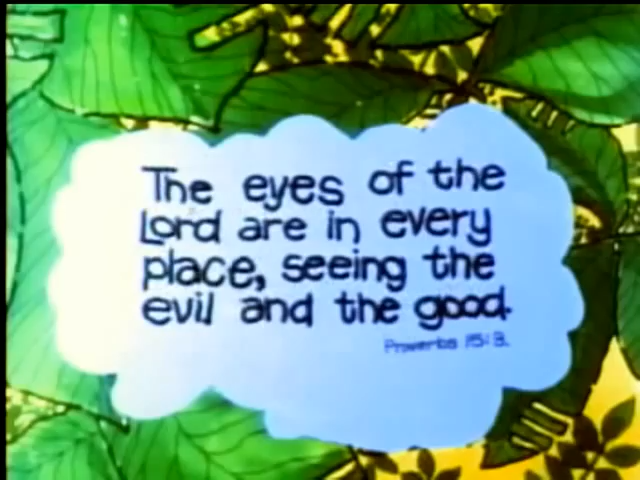 The eyes of the
Lord are in every
place, seeing the
evil and the good.
Proverbs 15:3.